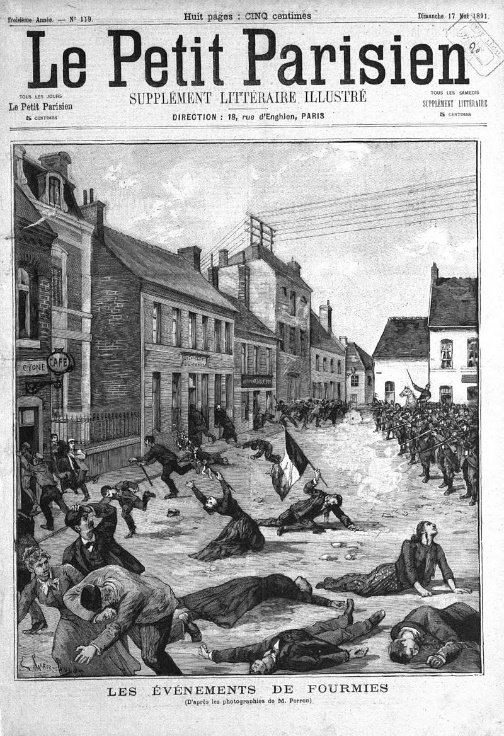 Troisième Année. — N° 119.
Huit pages : CINQ centimes
Dimanche 17 Mai 1891.
Le Petit Parisien
TOUS LES JOURS
Le Petit Parisien
5 CENTIMES
SUPPLÉMENT LITTÉRAIRE ILLUSTRÉ
TOUS LES SAMEDIS
SUPPLÉMENT LITTÉRAIRE
5 CENTIMES
DIRECTION : 18, rue d'Enghien, PARIS
CYGNE
CAFÉ
LES ÉVÉNEMENTS DE FOURMIES
(D'après les photographies de M. Perron)